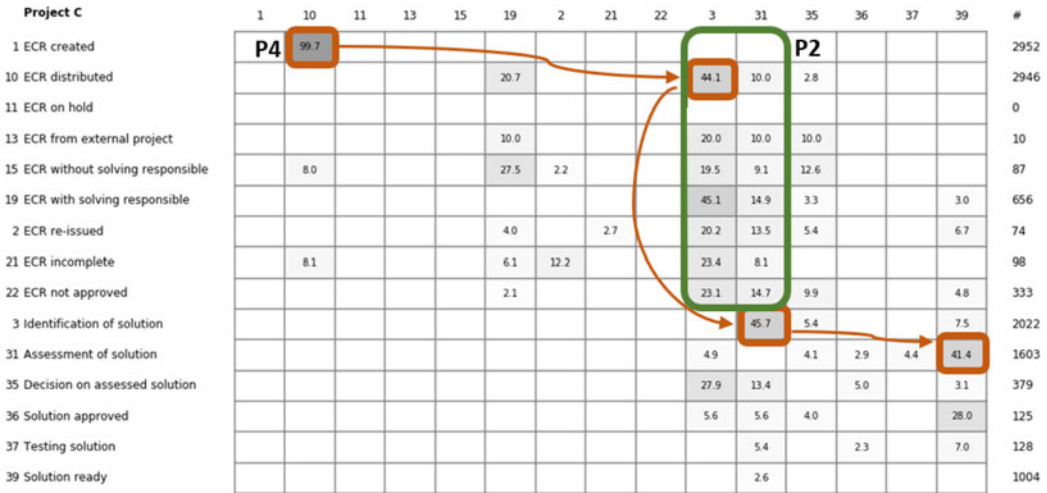 Project C 1 10 11 13 15 19 2 21 22 3 31 35 36 37 39 #
1 ECR created P4 99.7 P2 2952
10 ECR distributed 20.7 44.1 10.0 2.8 2946
11 ECR on hold 0
13 ECR from external project 10.0 20.0 10.0 10.0 10
15 ECR without solving responsible 8.0 27.5 2.2 19.5 9.1 12.6 87
19 ECR with solving responsible 45.1 14.9 3.3 3.0 656
2 ECR re-issued 4.0 2.7 20.2 13.5 5.4 6.7 74
21 ECR incomplete 8.1 6.1 12.2 23.4 8.1 98
22 ECR not approved 2.1 23.1 14.7 9.9 4.8 333
3 Identification of solution 45.7 5.4 7.5 2022
31 Assessment of solution 4.9 4.1 2.9 4.4 41.4 1603
35 Decision on assessed solution 27.9 13.4 5.0 3.1 379
36 Solution approved 5.6 5.6 4.0 28.0 125
37 Testing solution 5.4 2.3 7.0 128
39 Solution ready 2.6 1004